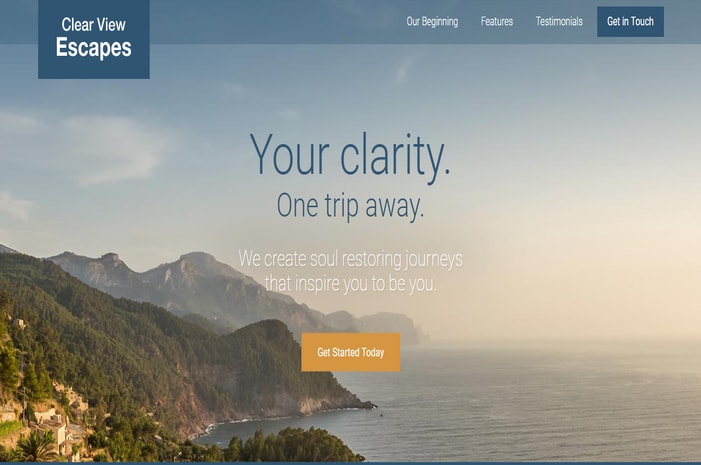 Clear View
Escapes
Our Beginning
Features
Testimonials
Get in Touch
Your clarity.
One trip away.
We create soul restoring journeys
that inspire you to be you.
Get Started Today